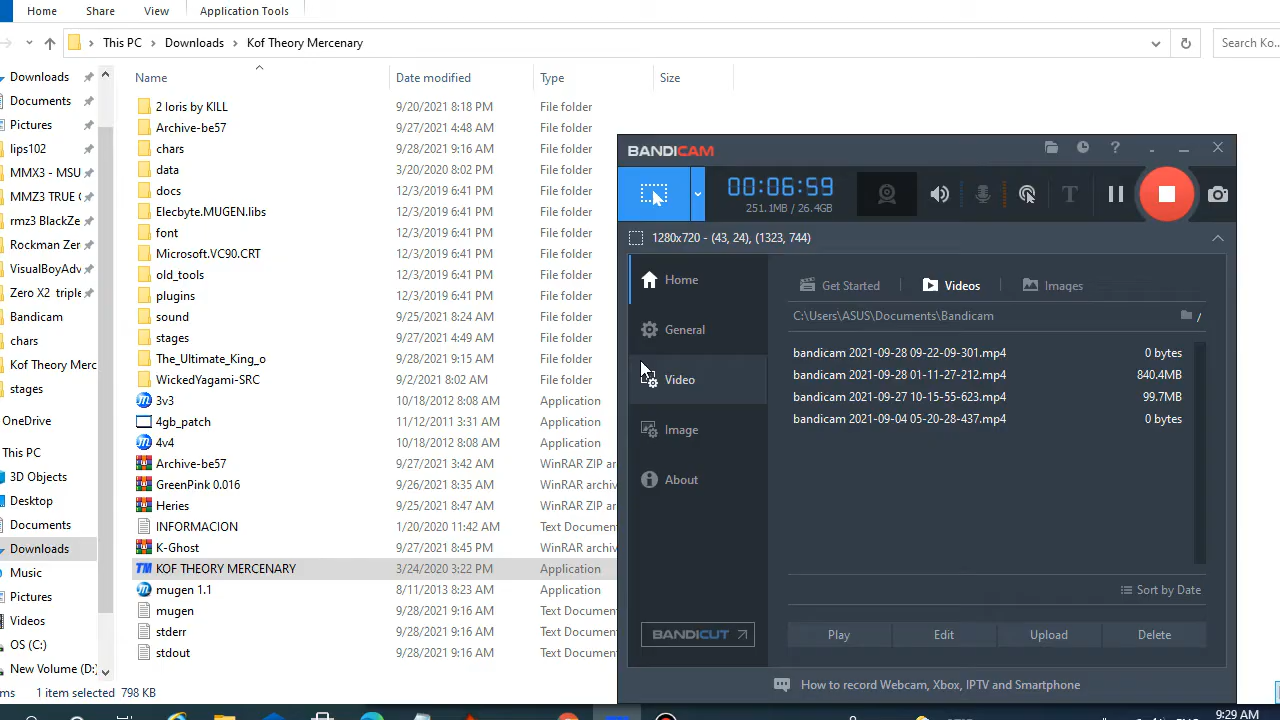 Home Share View Application Tools
This PC > Downloads > Kof Theory Mercenary
Search Ko...
Downloads
Documents
Pictures
lips102
MMX3 - MSU
MMZ3 TRUE
rmz3 BlackZe
Rockman Zer
VisualBoyAdv
Zero X2 triple
Bandicam
chars
Kof Theory Merc
stages
OneDrive
This PC
3D Objects
Desktop
Documents
Downloads
Music
Pictures
Videos
OS (C:)
New Volume (D:)
Name Date modified Type Size
2 loris by KILL 9/20/2021 8:18 PM File folder
Archive-be57 9/27/2021 4:48 AM File folder
chars 9/28/2021 9:16 AM File folder
data 3/20/2020 8:02 PM File folder
docs 12/3/2019 6:41 PM File folder
Elecbyte.MUGEN.libs 12/3/2019 6:41 PM File folder
font 12/3/2019 6:41 PM File folder
Microsoft.VC90.CRT 12/3/2019 6:41 PM File folder
old_tools 12/3/2019 6:41 PM File folder
plugins 12/3/2019 6:41 PM File folder
sound 9/25/2021 8:24 AM File folder
stages 9/27/2021 4:49 AM File folder
The_Ultimate_King_o 9/28/2021 9:15 AM File folder
WickedYagami-SRC 9/2/2021 8:02 AM File folder
3v3 10/18/2012 8:08 AM Application
4gb_patch 11/12/2011 3:31 AM Application
4v4 10/18/2012 8:08 AM Application
Archive-be57 9/27/2021 3:42 AM WinRAR ZIP ar
GreenPink 0.016 9/26/2021 8:35 AM WinRAR archiv
Heries 9/25/2021 8:47 AM WinRAR ZIP ar
INFORMACION 1/20/2020 11:42 AM Text Documen
K-Ghost 9/27/2021 8:45 PM WinRAR archiv
KOF THEORY MERCENARY 3/24/2020 3:22 PM Application
mugen 1.1 8/11/2013 8:23 AM Application
mugen 9/28/2021 9:16 AM Text Documen
stderr 9/28/2021 9:16 AM Text Documen
stdout 9/28/2021 9:16 AM Text Documen
ms 1 item selected 798 KB
BANDICAM
00:06:59
251.1MB / 26.4GB
1280x720 - (43, 24), (1323, 744)
Home
General
Video
Image
About
BANDICUT
Get Started Videos Images
C:\Users\ASUS\Documents\Bandicam
bandicam 2021-09-28 09-22-09-301.mp4 0 bytes
bandicam 2021-09-28 01-11-27-212.mp4 840.4MB
bandicam 2021-09-27 10-15-55-623.mp4 99.7MB
bandicam 2021-09-04 05-20-28-437.mp4 0 bytes
Sort by Date
Play Edit Upload Delete
How to record Webcam, Xbox, IPTV and Smartphone
9:29 AM